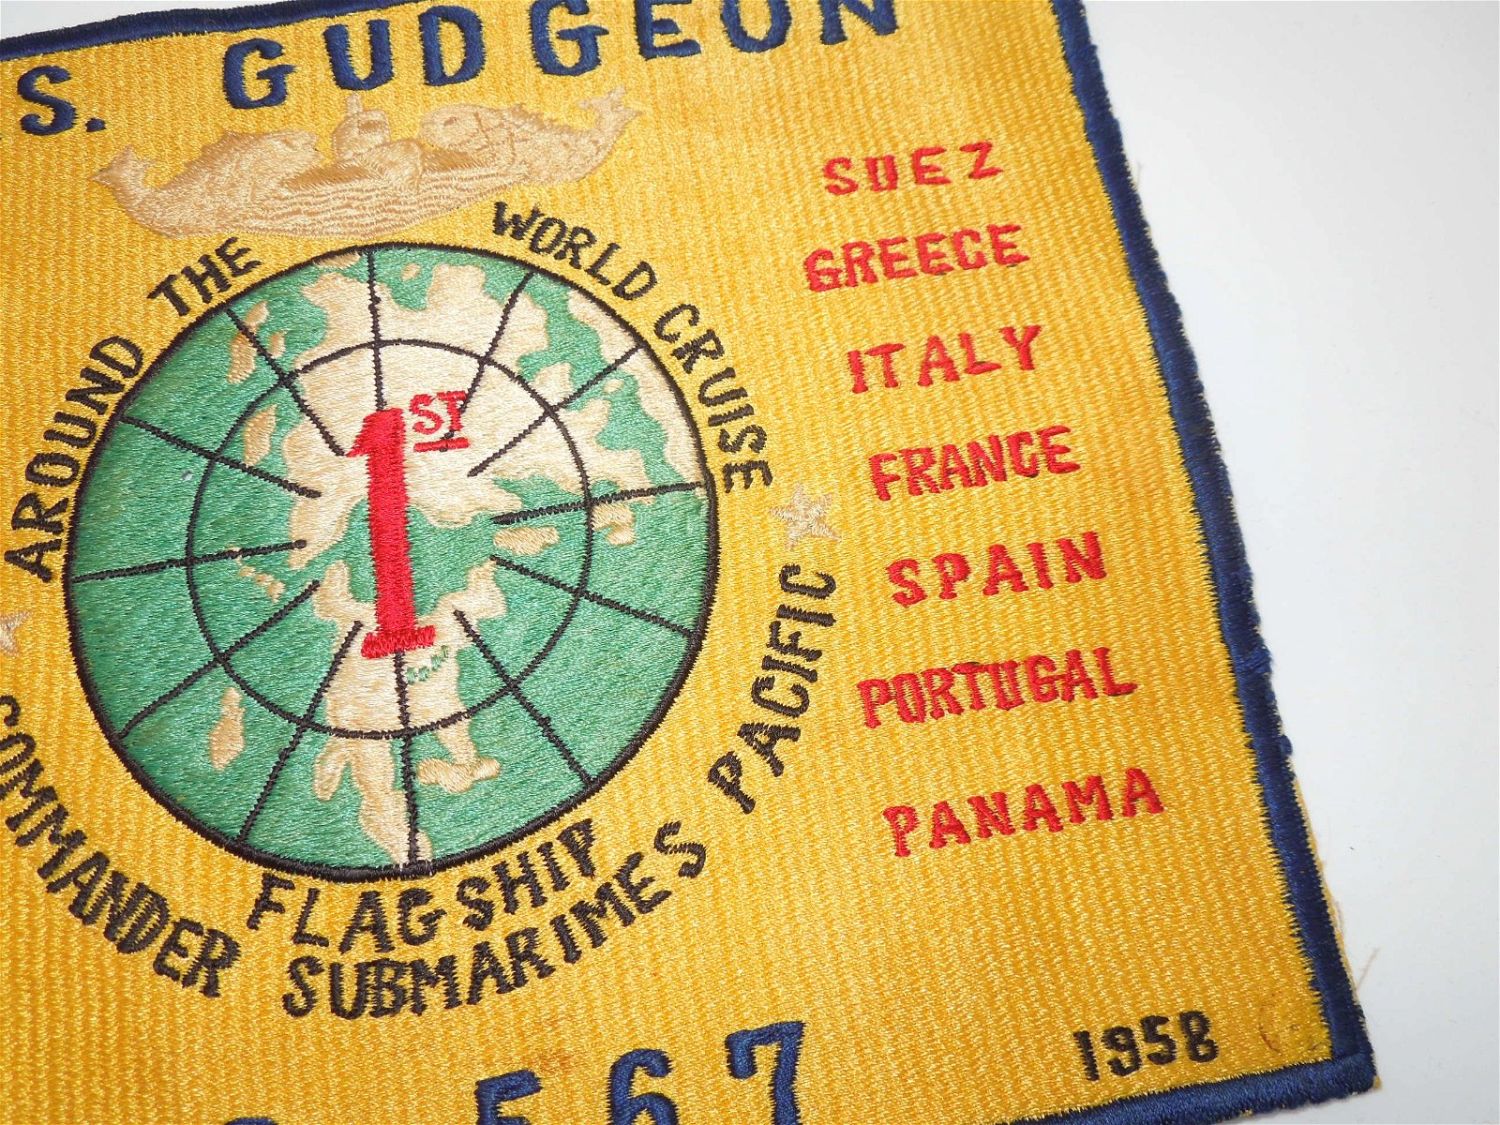 S. GUDGEON
AROUND THE WORLD CRUISE
1ST
FLAGSHIP
COMMANDER SUBMARIMES PACIFIC
SUEZ
GREECE
ITALY
FRANCE
SPAIN
PORTUGAL
PANAMA
567
1958